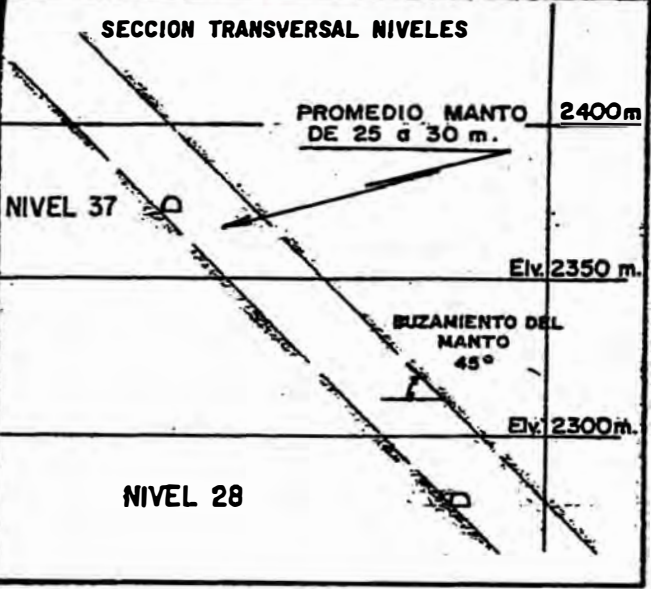 SECCION TRANSVERSAL NIVELES
PROMEDIO MANTO
DE 25 a 30 m.
2400m
NIVEL 37
Elv. 2350 m.
BUZAMIENTO DEL
MANTO
45°
Elv. 2300m.
NIVEL 28